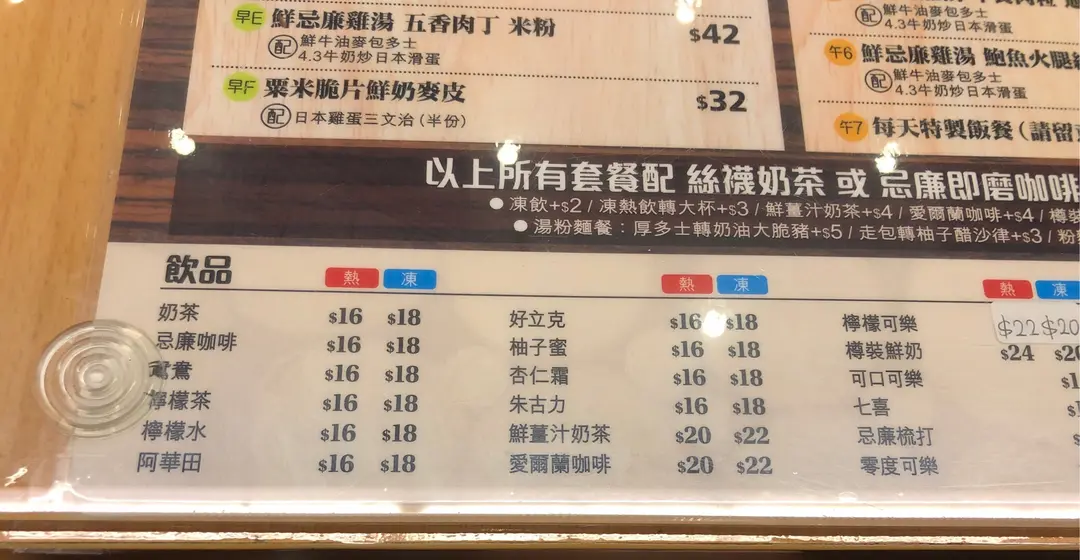 早E 鮮忌廉雞湯 五香肉丁 米粉 $42
配 鮮牛油麥包多士
4.3牛奶炒日本滑蛋
早F 粟米脆片鮮奶麥皮 $32
配 日本雞蛋三文治(半份)
配 鮮牛油麥包多士
4.3牛奶炒日本滑蛋
午6 鮮忌廉雞湯 鮑魚火腿
配 鮮牛油麥包多士
4.3牛奶炒日本滑蛋
午7 每天特製飯餐(請留
以上所有套餐配 絲襪奶茶 或 忌廉即磨咖啡
●凍飲+$2 / 凍熱飲轉大杯+$3 / 鮮薑汁奶茶+$4 / 愛爾蘭咖啡+$4 / 樽裝
●湯粉麵餐：厚多士轉奶油大脆豬+$5 / 走包轉柚子醋沙律+$3 / 粉
飲品 熱 凍
奶茶 $16 $18
忌廉咖啡 $16 $18
鴛鴦 $16 $18
檸檬茶 $16 $18
檸檬水 $16 $18
阿華田 $16 $18
熱 凍
好立克 $16 $18
柚子蜜 $16 $18
杏仁霜 $16 $18
朱古力 $16 $18
鮮薑汁奶茶 $20 $22
愛爾蘭咖啡 $20 $22
熱 凍
檸檬可樂 $22 $20
樽裝鮮奶 $24
可口可樂
七喜
忌廉梳打
零度可樂